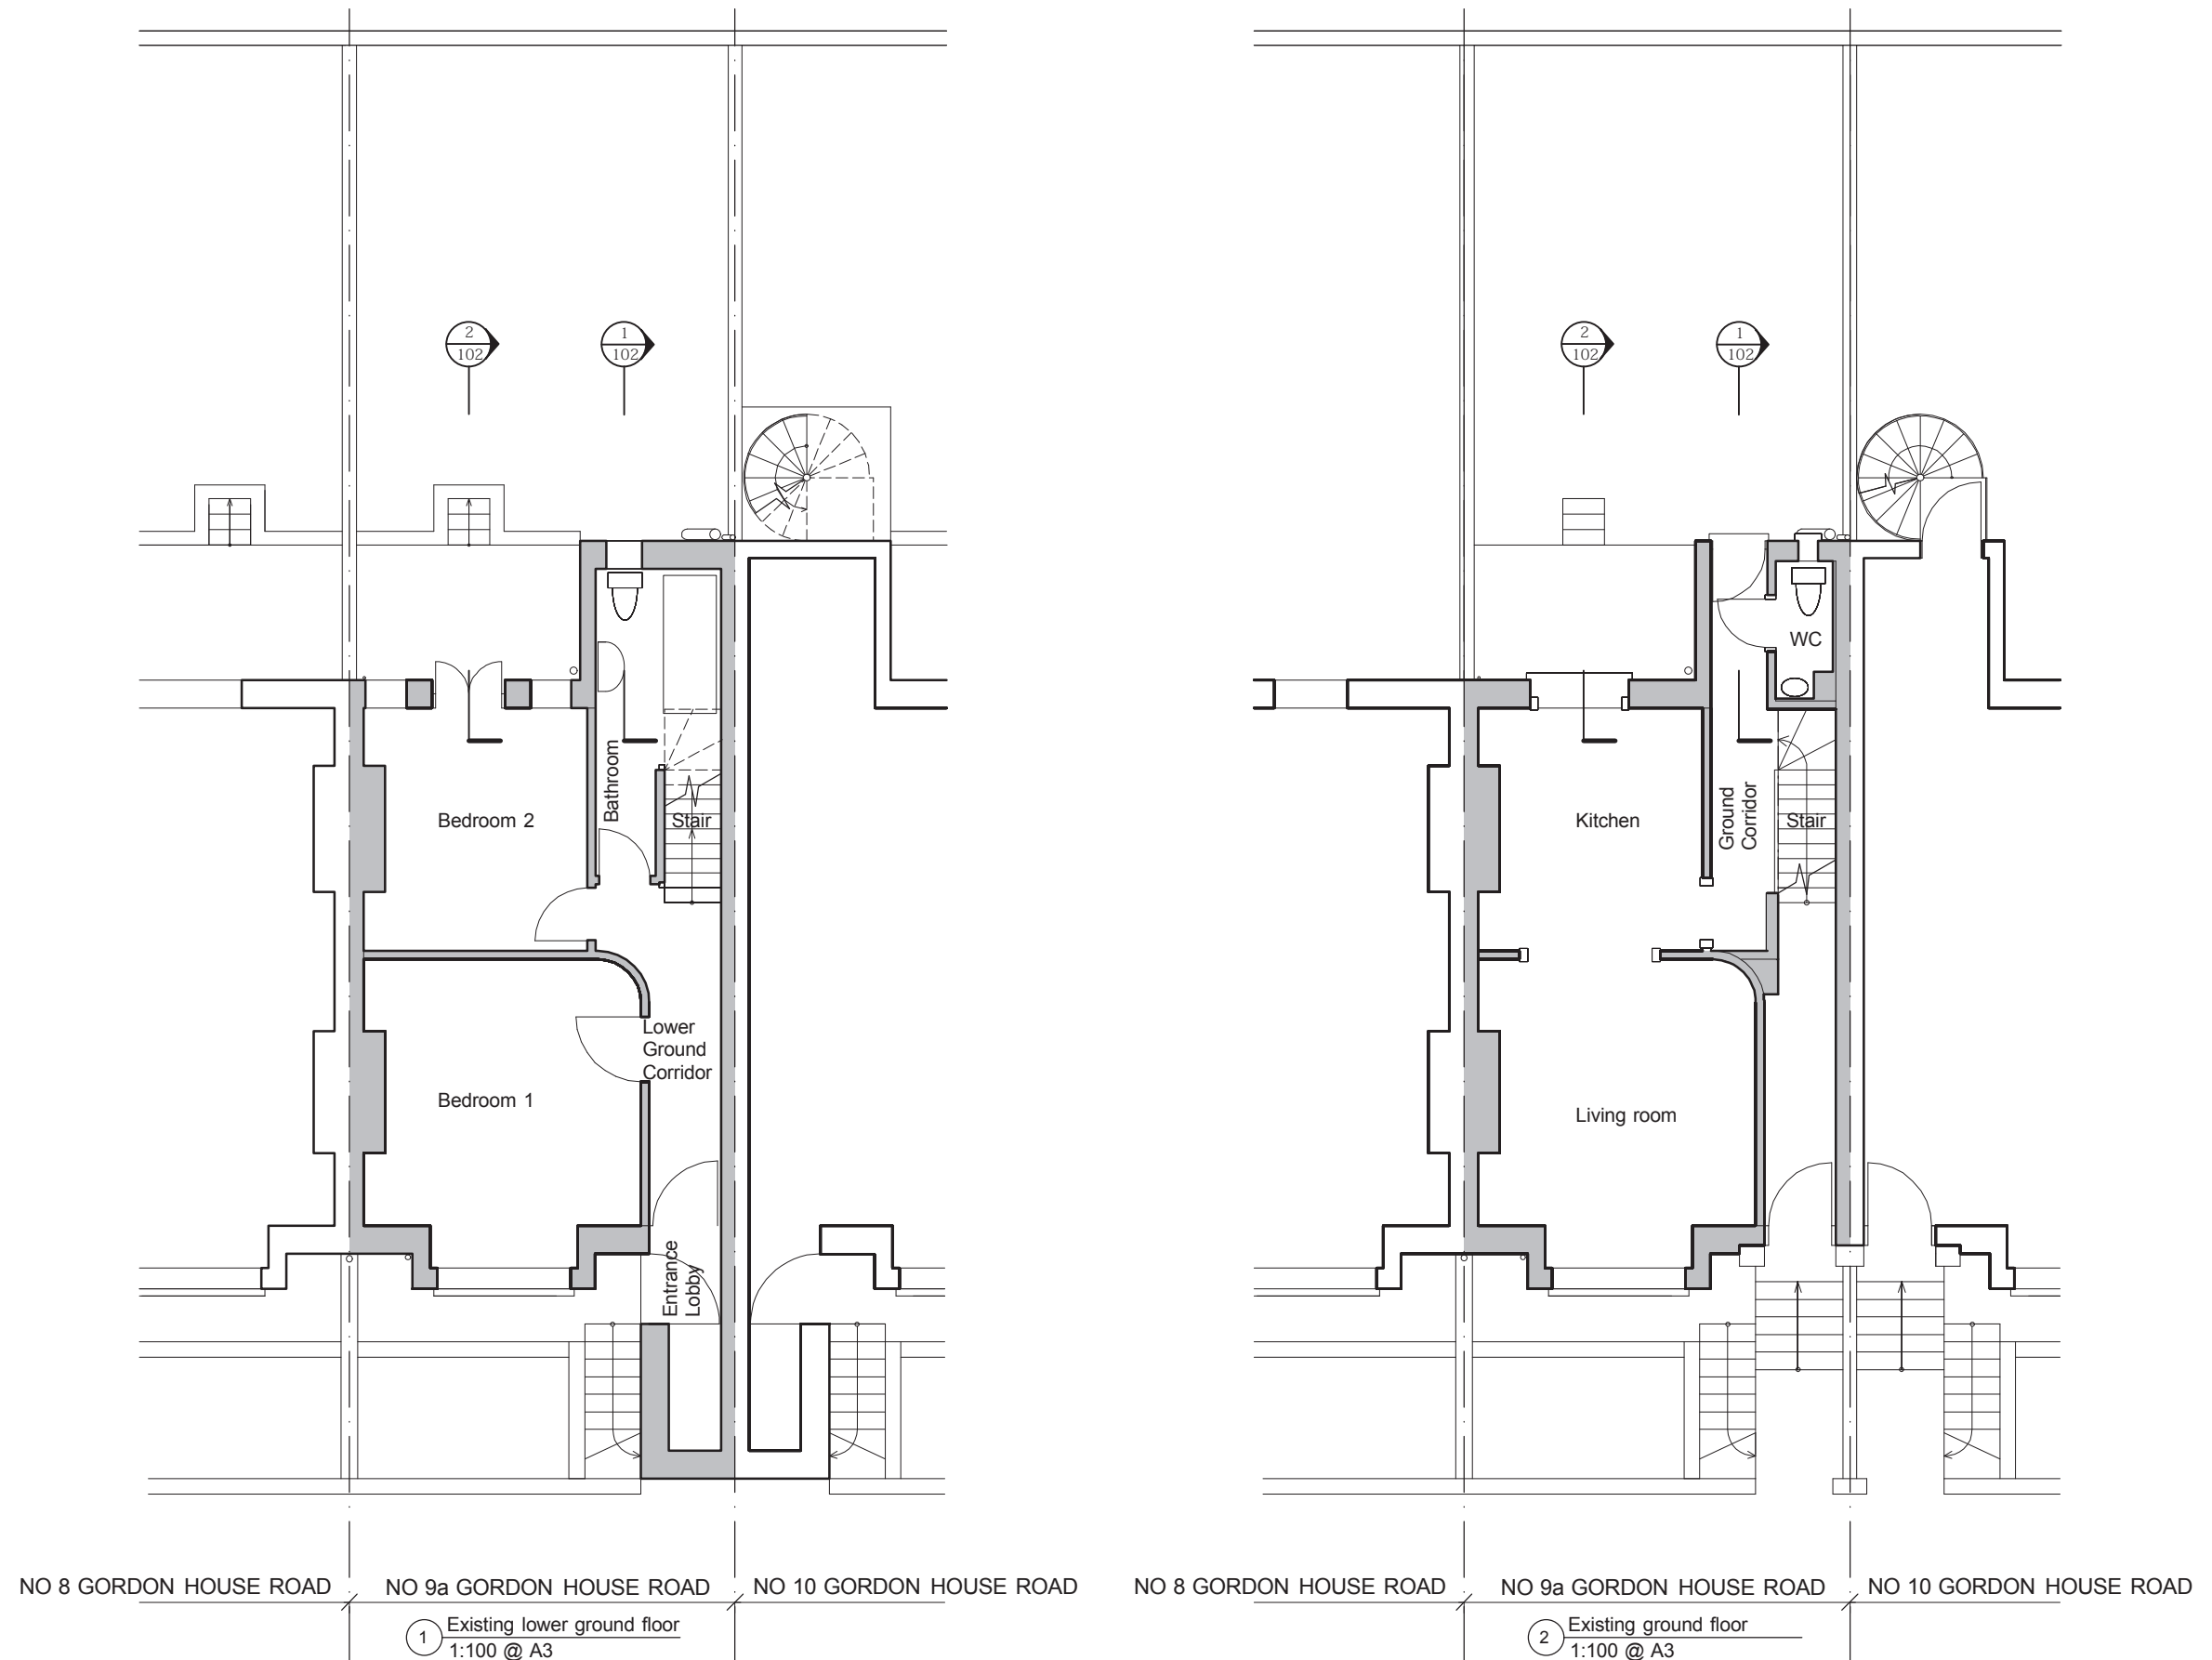 2
102
1
102
2
102
1
102
WC
Bathroom
Bedroom 2
Stair
Kitchen
Ground
Corridor
Stair
Lower
Ground
Corridor
Bedroom 1
Living room
Entrance
Lobby
NO 8 GORDON HOUSE ROAD
NO 9a GORDON HOUSE ROAD
NO 10 GORDON HOUSE ROAD
NO 8 GORDON HOUSE ROAD
NO 9a GORDON HOUSE ROAD
NO 10 GORDON HOUSE ROAD
1
Existing lower ground floor
1:100 @ A3
2
Existing ground floor
1:100 @ A3